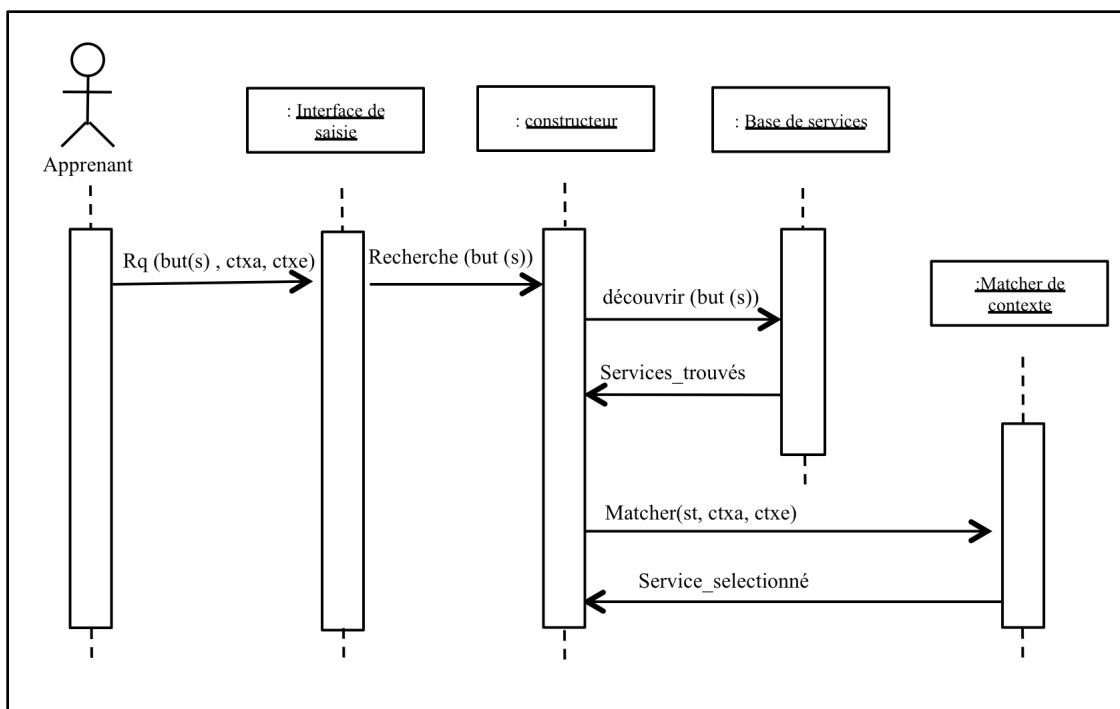 Apprenant
: Interface de
saisie
: constructeur
: Base de services
Rq (but(s) , ctxa, ctxe)
Recherche (but (s))
découvrir (but (s))
:Matcher de
contexte
Services_trouvés
Matcher(st, ctxa, ctxe)
Service_selectionné